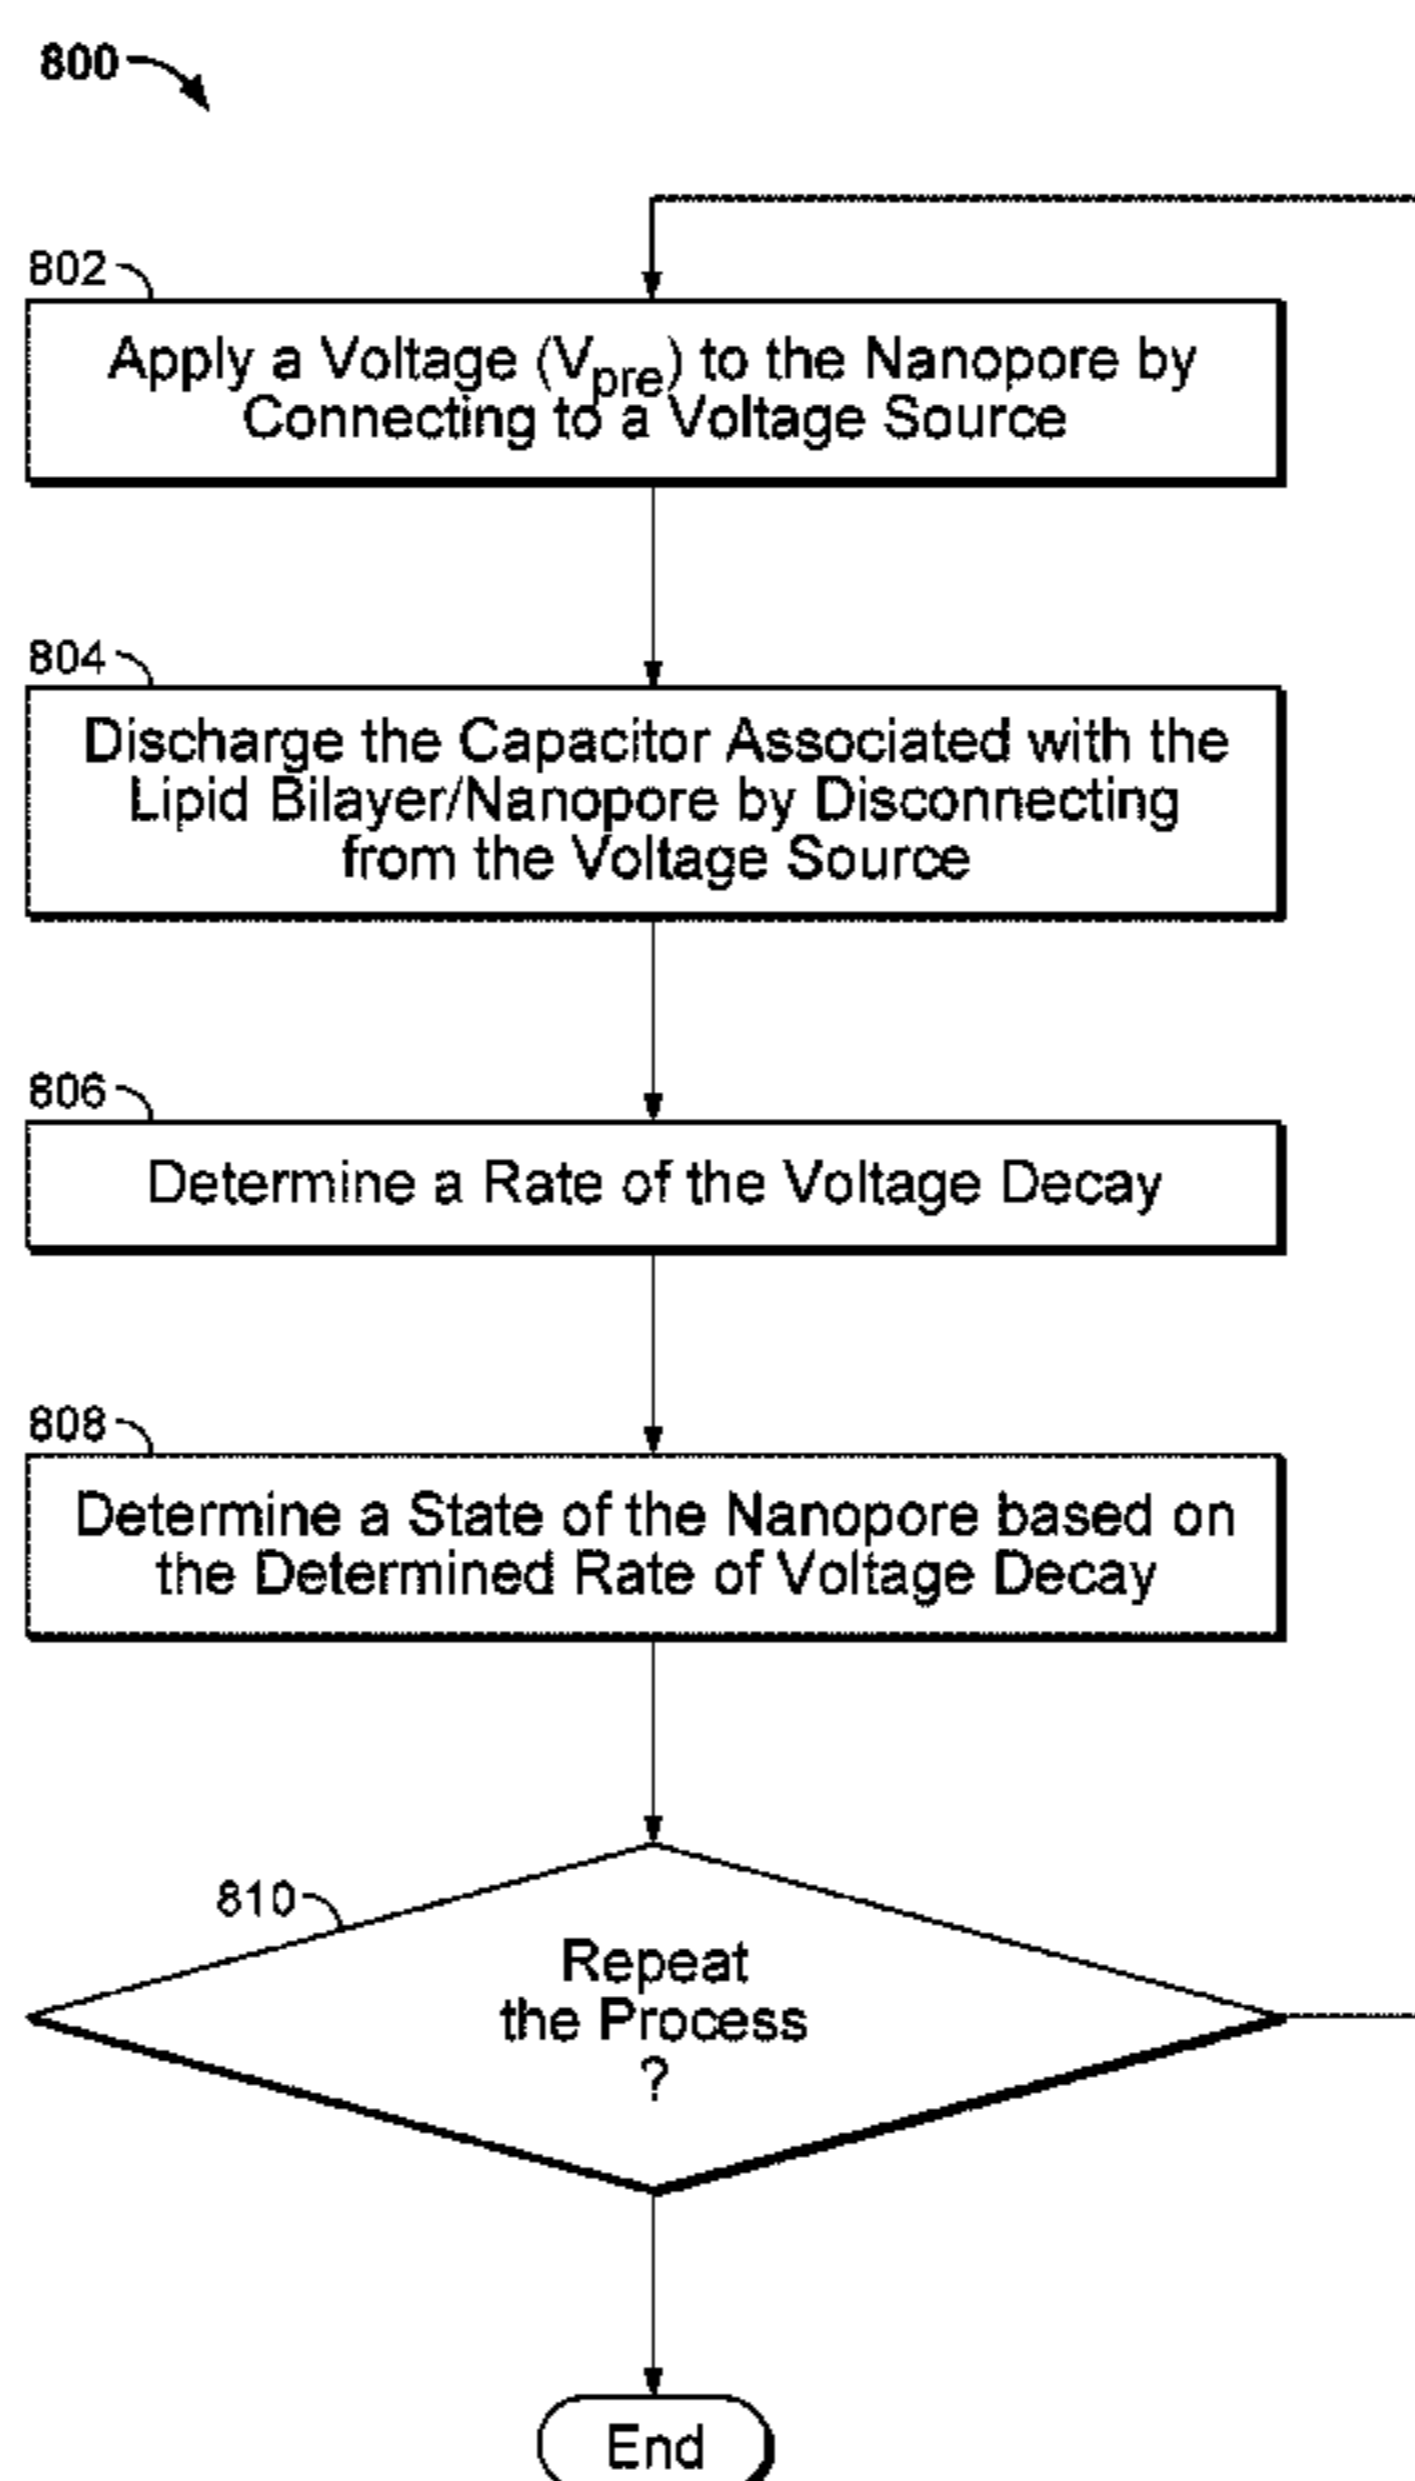 800
802
Apply a Voltage (Vpre) to the Nanopore by
Connecting to a Voltage Source
804
Discharge the Capacitor Associated with the
Lipid Bilayer/Nanopore by Disconnecting
from the Voltage Source
806
Determine a Rate of the Voltage Decay
808
Determine a State of the Nanopore based on
the Determined Rate of Voltage Decay
810
Repeat
the Process
?
End